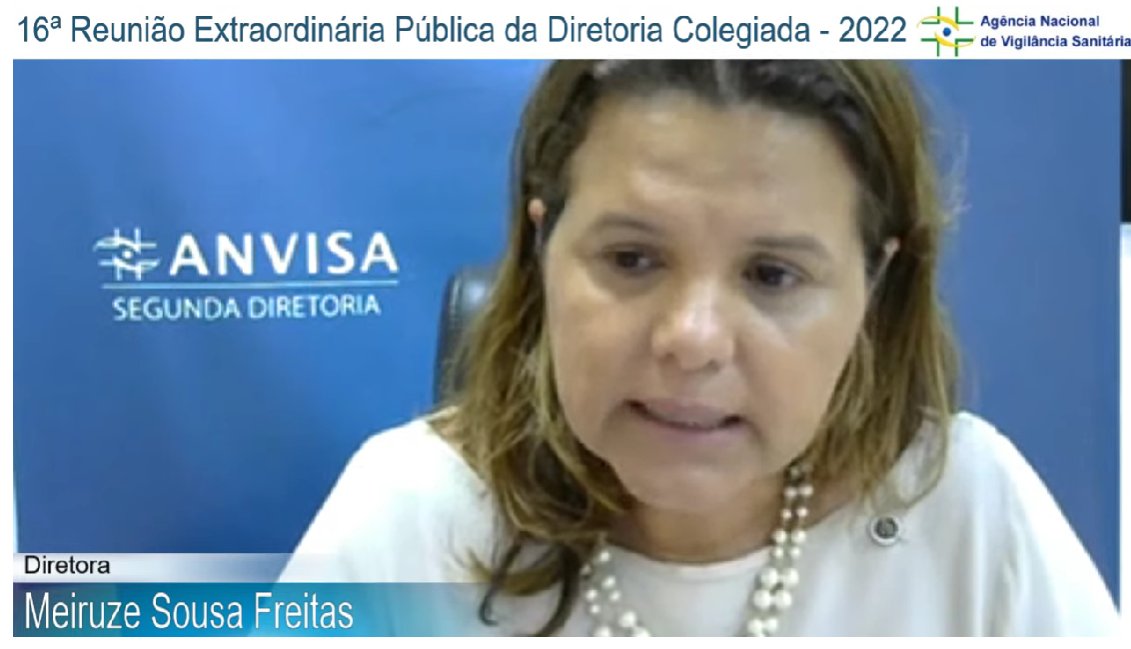 16ª Reunião Extraordinária Pública da Diretoria Colegiada - 2022
Agência Nacional
de Vigilância Sanitária
ANVISA
SEGUNDA DIRETORIA
Diretora
Meiruze Sousa Freitas